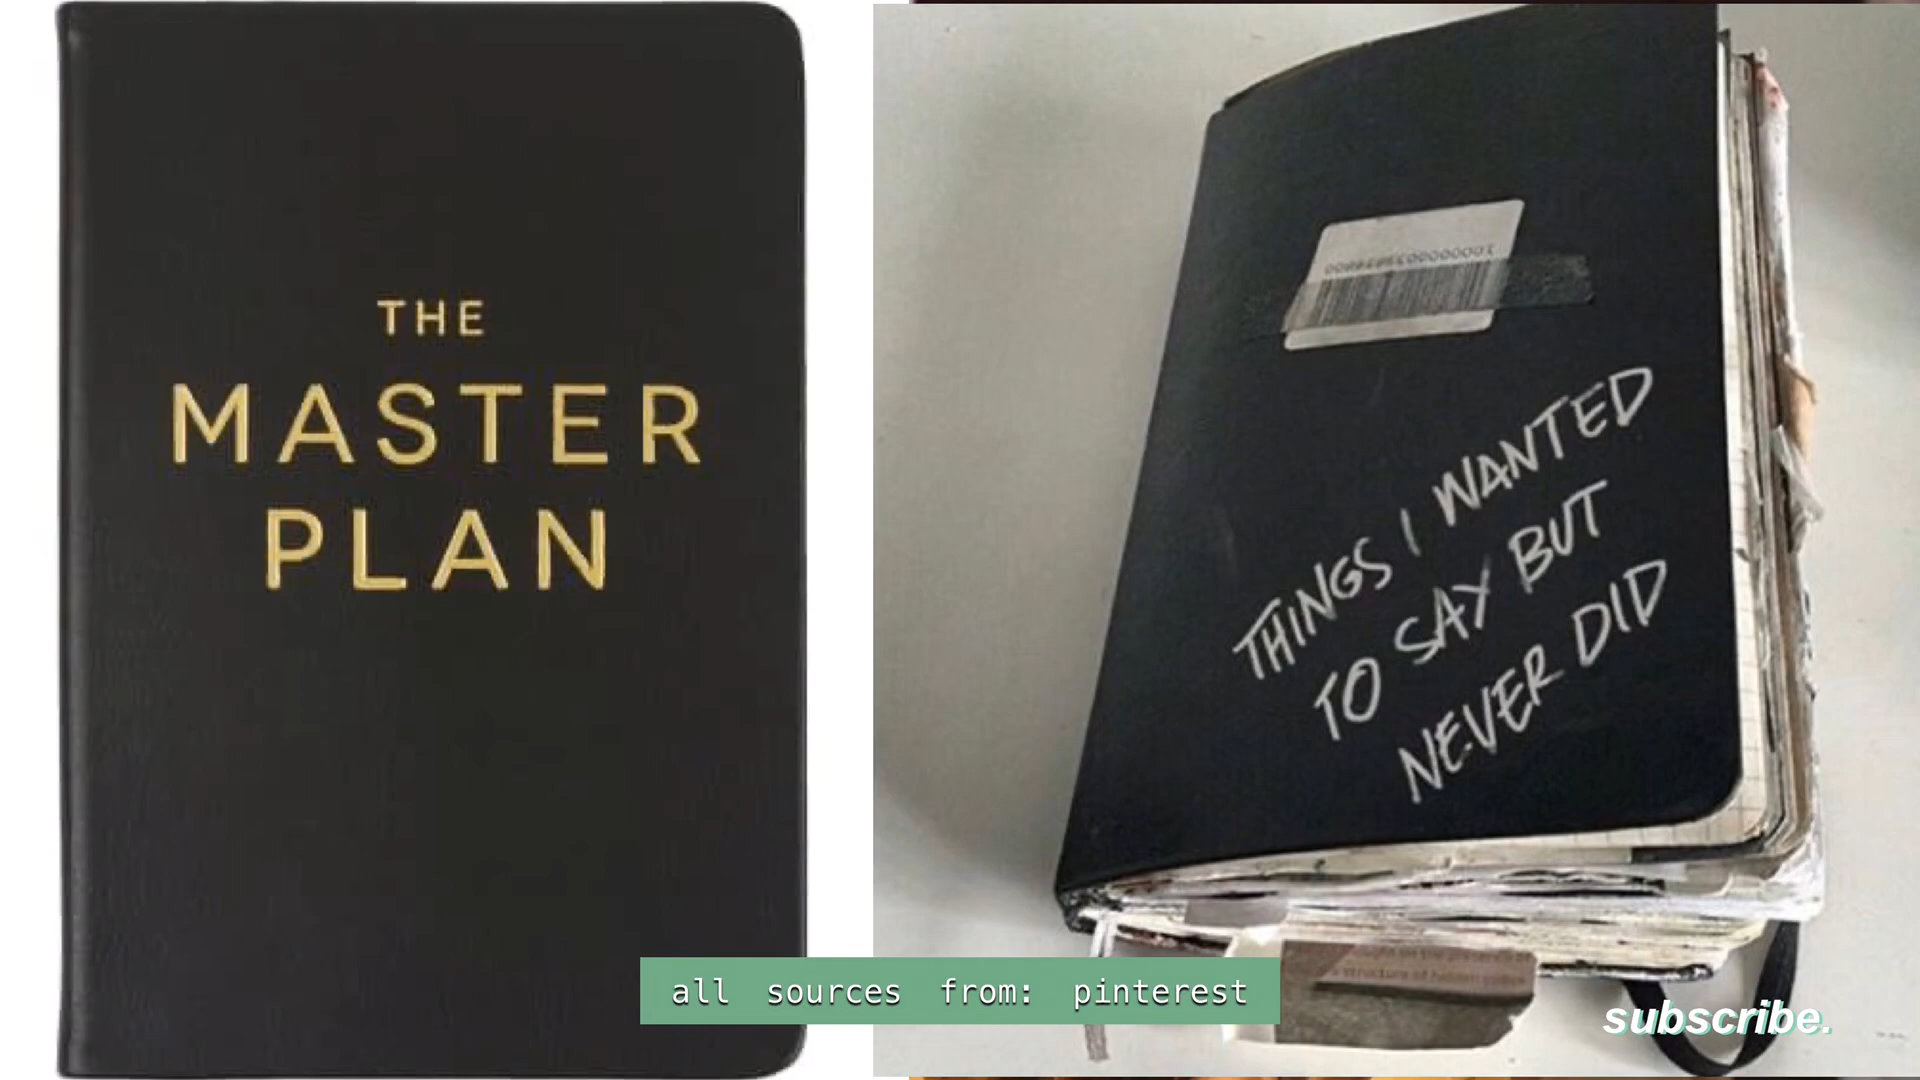 THE
MASTER
PLAN
THINGS I WANTED
TO SAY BUT
NEVER DID
all sources from: pinterest
subscribe.